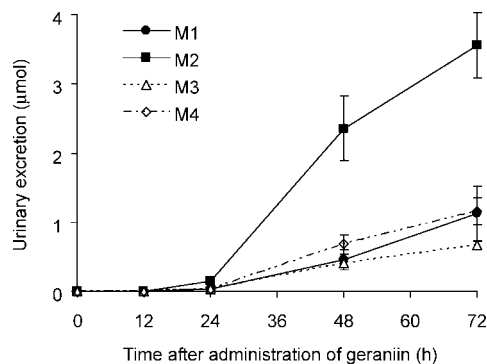 4
3
2
1
0
Urinary excretion (μmol)
M1
M2
M3
M4
0 12 24 36 48 60 72
Time after administration of geraniin (h)